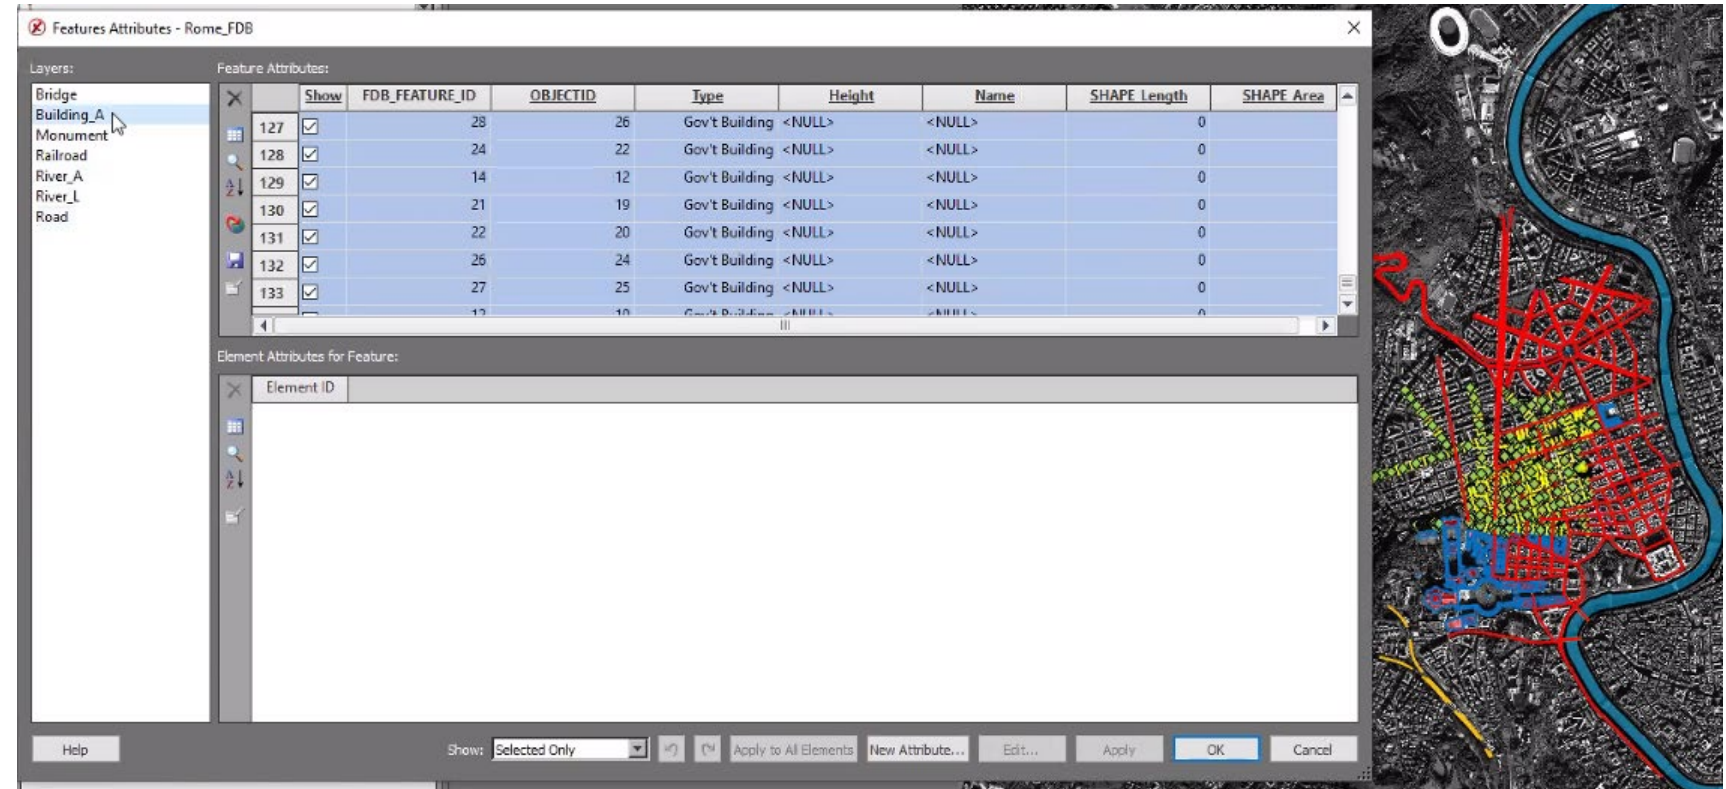 Features Attributes - Rome_FDB
Layers:
Feature Attributes:
Bridge
Building_A
Monument
Railroad
River_A
River_L
Road
Show FDB_FEATURE_ID OBJECTID Type Height Name SHAPE_Length SHAPE_Area
127 28 26 Gov't Building <NULL> <NULL> 0
128 24 22 Gov't Building <NULL> <NULL> 0
129 14 12 Gov't Building <NULL> <NULL> 0
130 21 19 Gov't Building <NULL> <NULL> 0
131 22 20 Gov't Building <NULL> <NULL> 0
132 26 24 Gov't Building <NULL> <NULL> 0
133 27 25 Gov't Building <NULL> <NULL> 0
Gov't Building <NULL> <NULL> 0
Element Attributes for Feature:
Element ID
Help
Show: Selected Only
Apply to All Elements
New Attribute...
Edit...
Apply
OK
Cancel